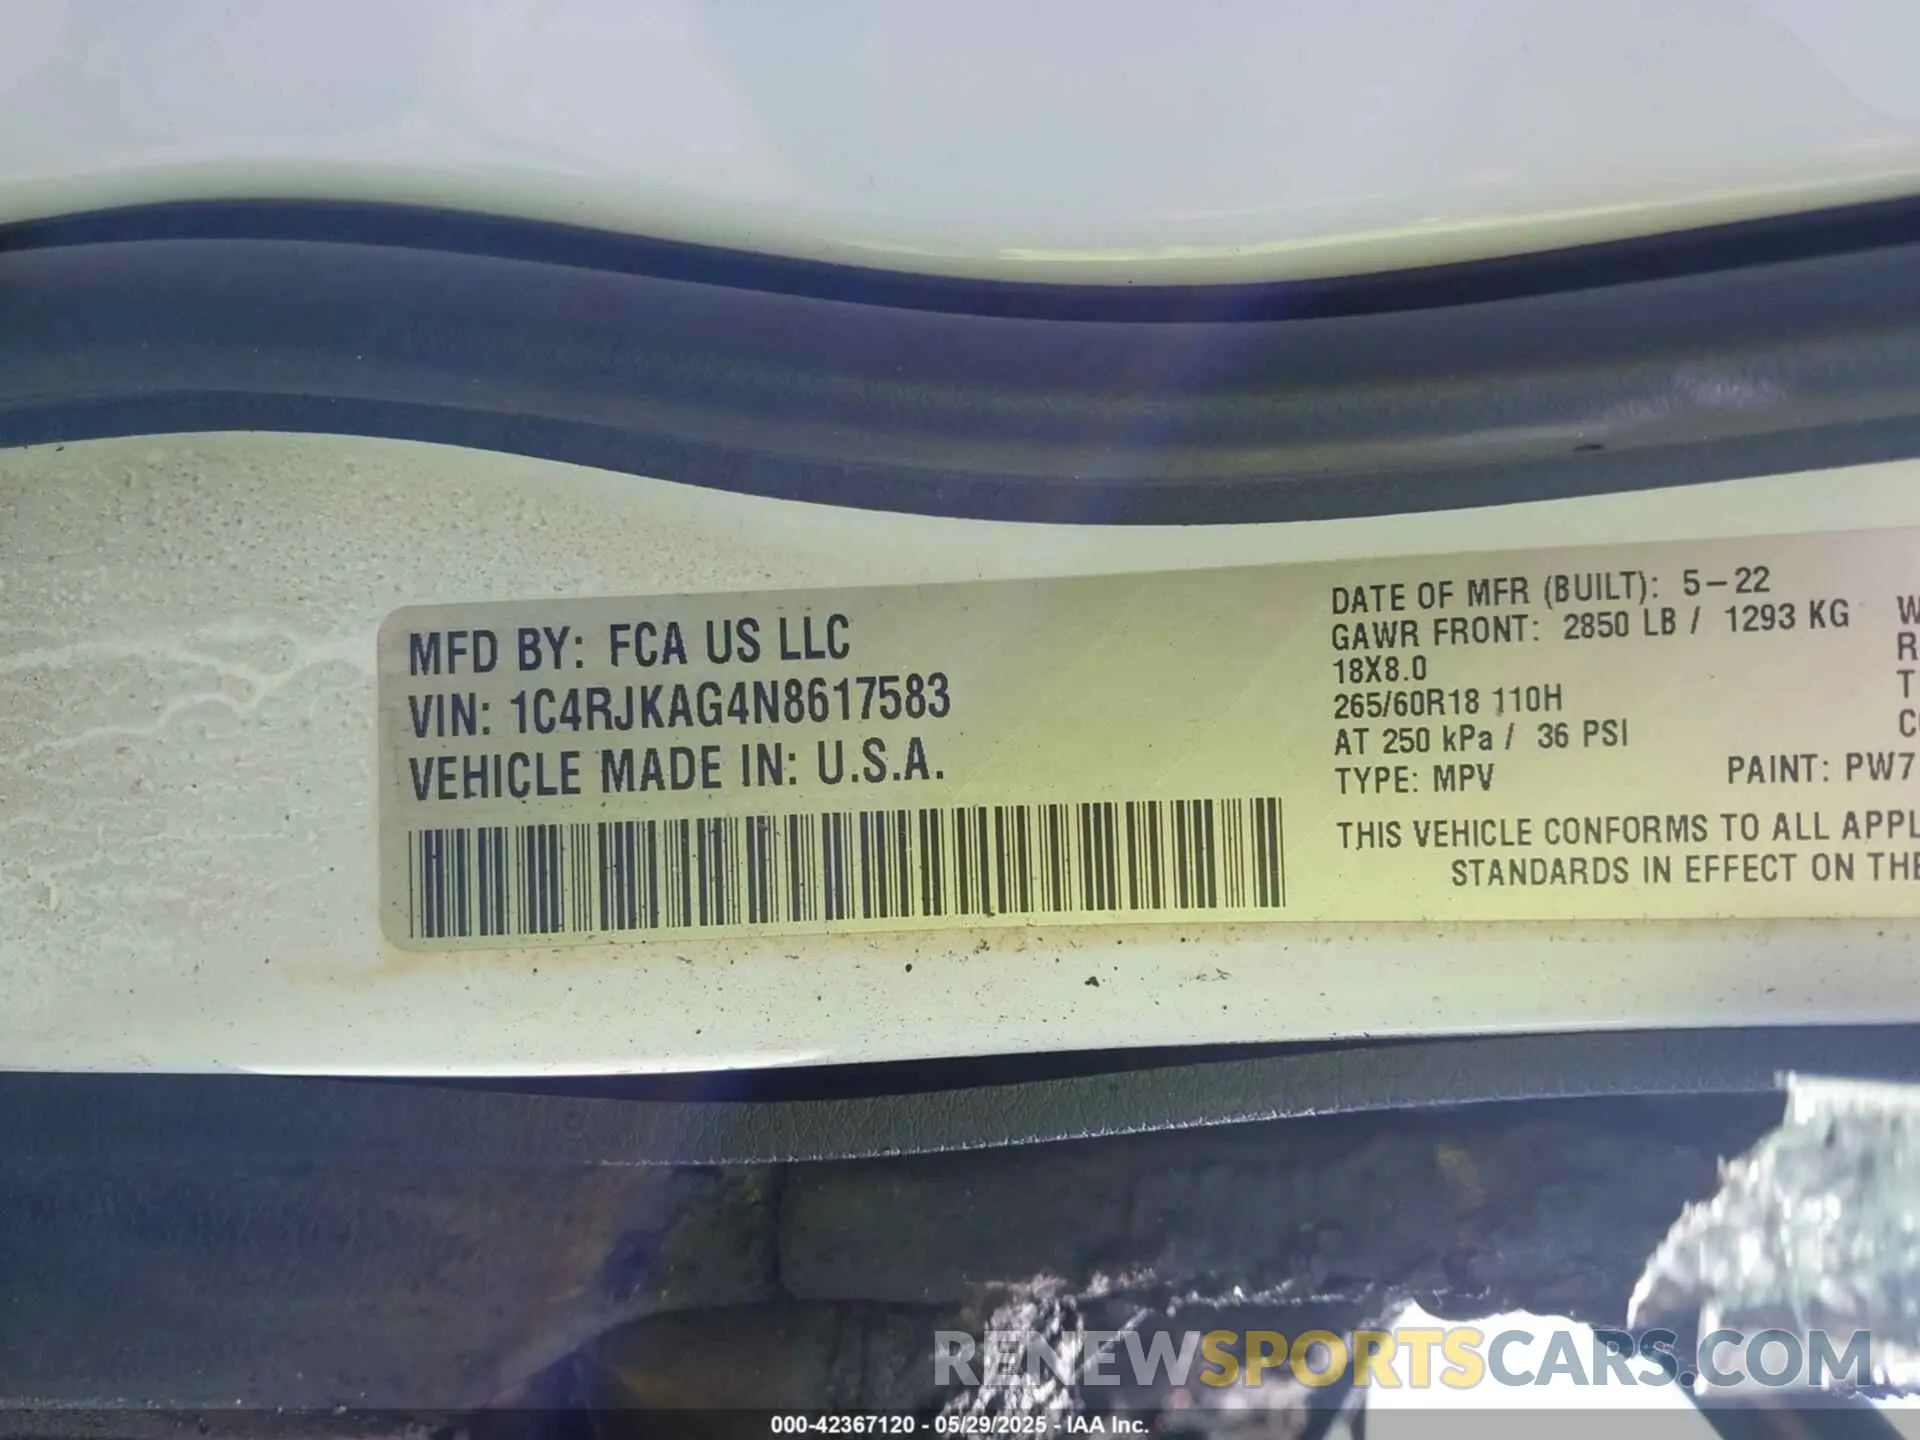 MFD BY: FCA US LLC
VIN: 1C4RJKAG4N8617583
VEHICLE MADE IN: U.S.A.
DATE OF MFR (BUILT): 5-22
GAWR FRONT: 2850 LB / 1293 KG
18X8.0
265/60R18 110H
AT 250 kPa / 36 PSI
TYPE: MPV
PAINT: PW7
THIS VEHICLE CONFORMS TO ALL APPL
STANDARDS IN EFFECT ON THE
W
R
T
C
RENEWSPORTSCARS.COM
000-42367120 - 05/29/2025 - IAA Inc.